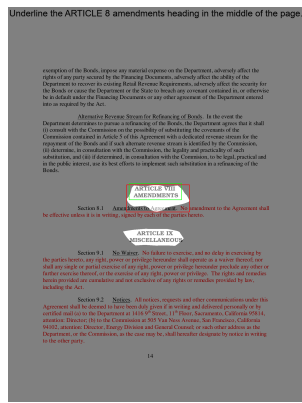 Underline the ARTICLE 8 amendments heading in the middle of the page.
exemption of the Bonds, impose any material expense on the Department, adversely affect the
rights of any party secured by the Financing Documents, adversely affect the ability of the
Department to recover its existing Retail Revenue Requirements, adversely affect the security for
the Bonds or cause the Department or the State to breach any covenant contained in, or otherwise
be in default under the Financing Documents or any other agreement of the Department entered
into as required by the Act.
Alternative Revenue Stream for Refinancing of Bonds. In the event the
Department determines to pursue a refinancing of the Bonds, the Department agrees that it shall
(i) consult with the Commission on the possibility of substituting the covenants of the
Commission contained in Article 5 of this Agreement with a dedicated revenue stream for the
repayment of the Bonds and if such alternate revenue stream is identified by the Commission,
(ii) determine, in consultation with the Commission, the legality and practicality of such
substitution, and (iii) if determined, in consultation with the Commission, to be legal, practical and
in the public interest, use its best efforts to implement such substitution in a refinancing of the
Bonds.
ARTICLE VIII
AMENDMENTS
Section 8.1 Amendments to Agreement. No amendment to the Agreement shall
be effective unless it is in writing, signed by each of the parties hereto.
ARTICLE IX
MISCELLANEOUS
Section 9.1 No Waiver. No failure to exercise, and no delay in exercising by
the parties hereto, any right, power or privilege hereunder shall operate as a waiver thereof; nor
shall any single or partial exercise of any right, power or privilege hereunder preclude any other or
further exercise thereof, or the exercise of any right, power or privilege. The rights and remedies
herein provided are cumulative and not exclusive of any rights or remedies provided by law,
including the Act.
Section 9.2 Notices. All notices, requests and other communications under this
Agreement shall be deemed to have been duly given if in writing and delivered personally or by
certified mail (a) to the Department at 1416 9th Street, 11th Floor, Sacramento, California 95814,
attention: Director; (b) to the Commission at 505 Van Ness Avenue, San Francisco, California
94102, attention: Director, Energy Division and General Counsel; or such other address as the
Department, or the Commission, as the case may be, shall hereafter designate by notice in writing
to the other party.
14